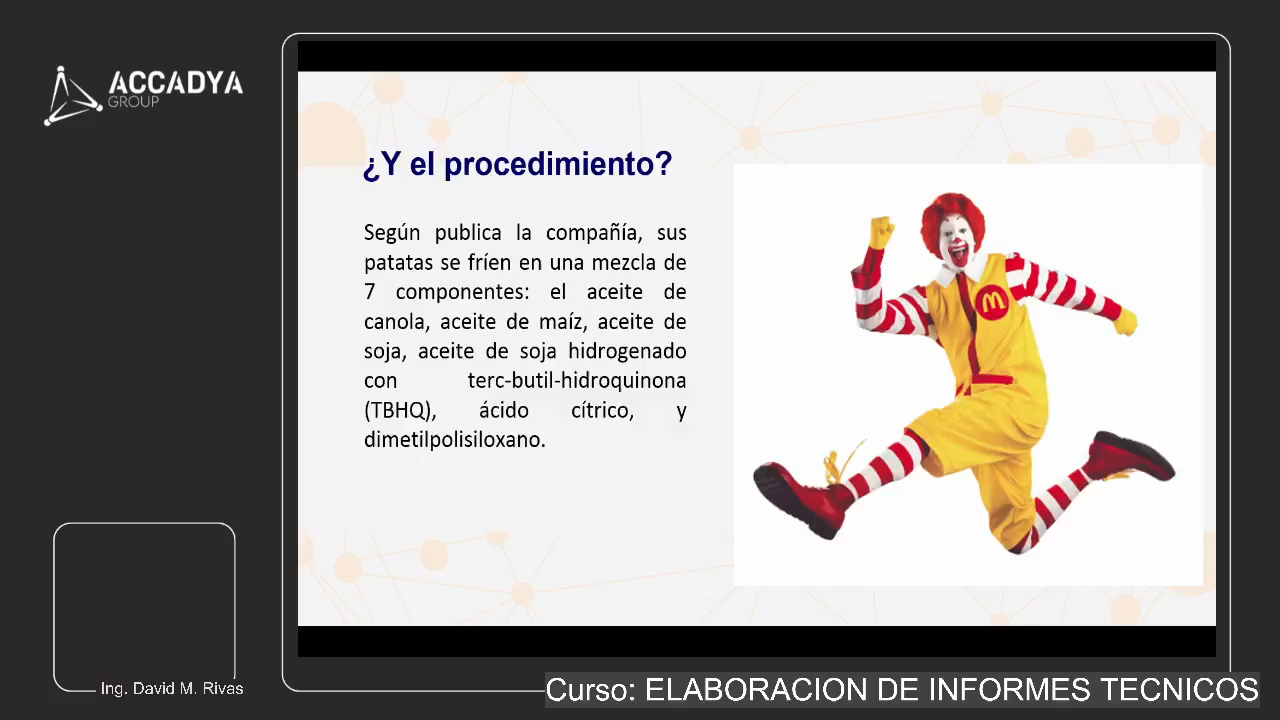 ACCADYA
GROUP
¿Y el procedimiento?
Según publica la compañía, sus
patatas se fríen en una mezcla de
7 componentes: el aceite de
canola, aceite de maíz, aceite de
soja, aceite de soja hidrogenado
con terc-butil-hidroquinona
(TBHQ), ácido cítrico, y
dimetilpolisiloxano.
Ing. David M. Rivas
Curso: ELABORACION DE INFORMES TECNICOS